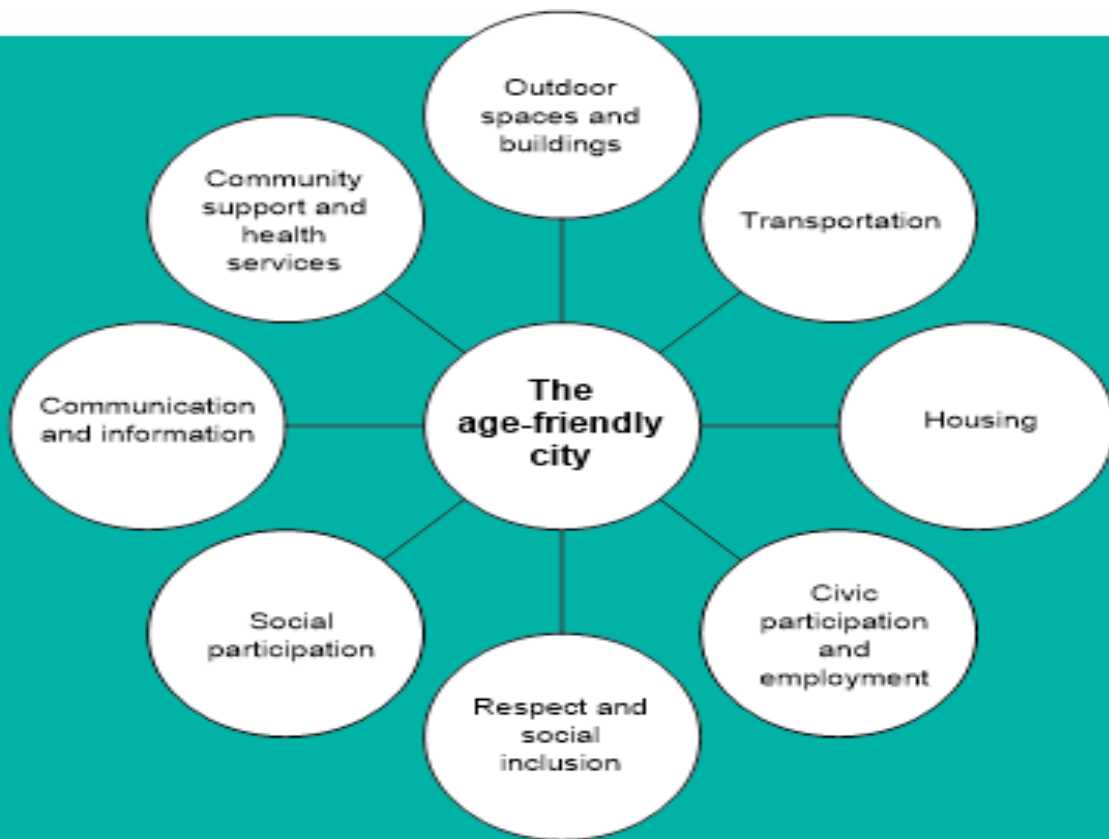 Outdoor
spaces and
buildings
Transportation
Housing
Civic
participation
and
employment
Respect and
social
inclusion
Social
participation
Communication
and information
Community
support and
health
services
The
age-friendly
city